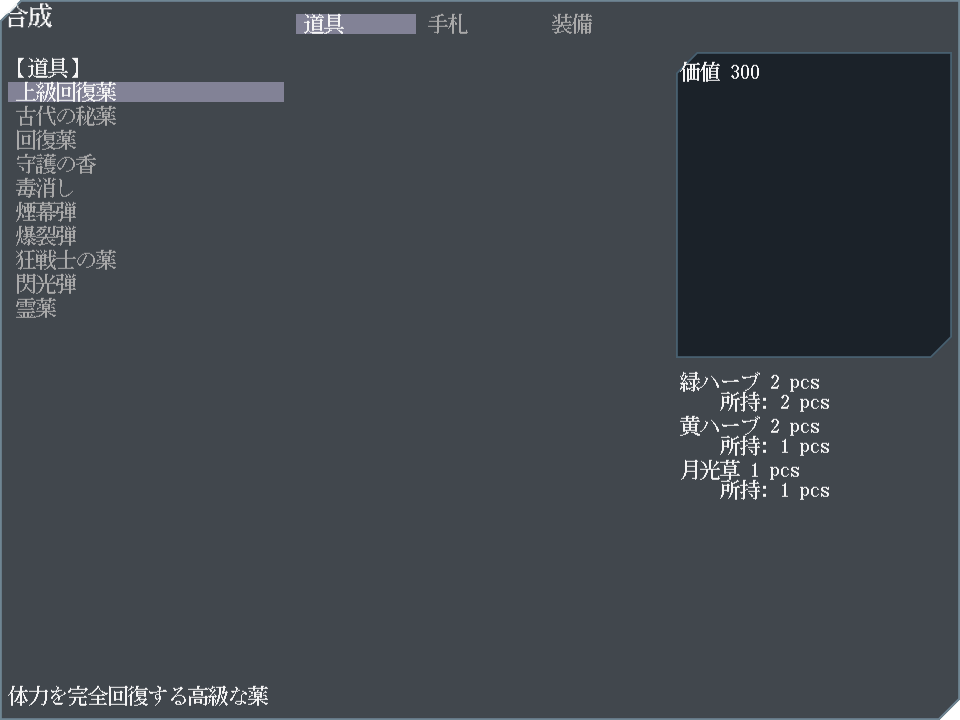 合成
道具 手札 装備
【道具】
上級回復薬
古代の秘薬
回復薬
守護の香
毒消し
煙幕弾
爆裂弾
狂戦士の薬
閃光弾
霊薬
価値 300
緑ハーブ 2 pcs
所持: 2 pcs
黄ハーブ 2 pcs
所持: 1 pcs
月光草 1 pcs
所持: 1 pcs
体力を完全回復する高級な薬